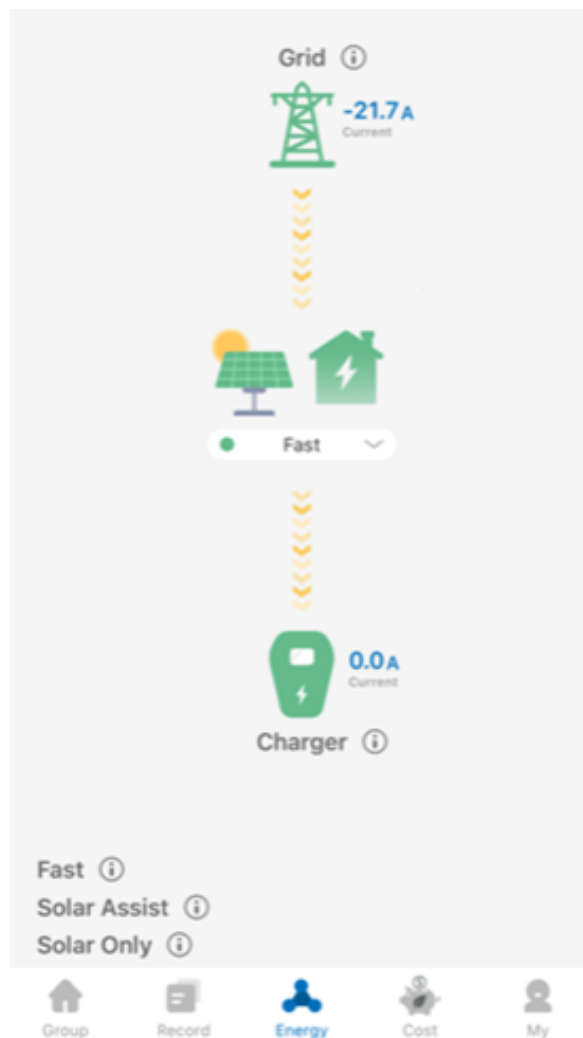 Grid
-21.7A
Current
Fast
0.0A
Current
Charger
Fast
Solar Assist
Solar Only
Group Record Energy Cost My